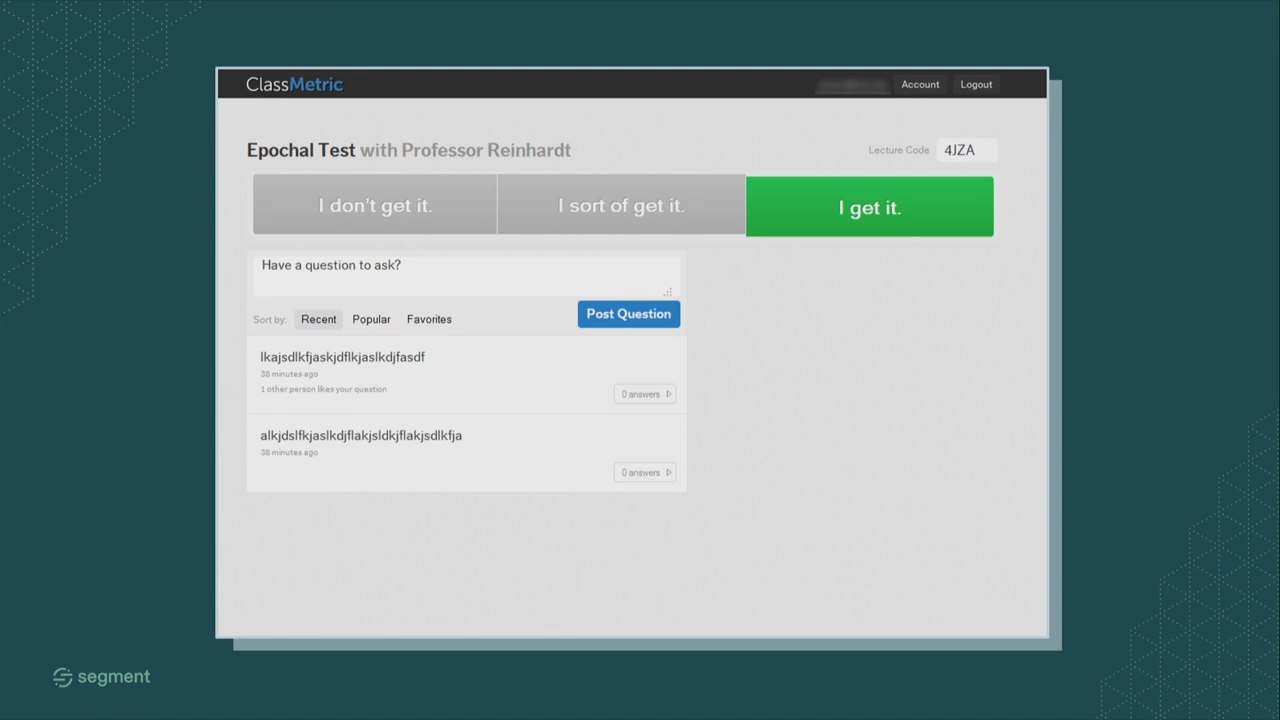 ClassMetric Account Logout
Epochal Test with Professor Reinhardt Lecture Code 4JZA
I don't get it. I sort of get it. I get it.
Have a question to ask?
Sort by: Recent Popular Favorites Post Question
lkajsdlkfjaskjdflkjaslkdjfasdf
38 minutes ago
1 other person likes your question
0 answers
alkjdslfkjaslkdjflakjsldkjflakjsdlkfja
38 minutes ago
0 answers
segment